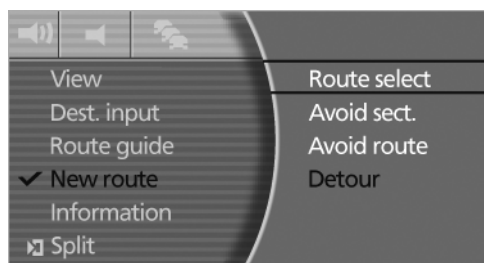 View
Dest. input
Route guide
New route
Information
Split
Route select
Avoid sect.
Avoid route
Detour